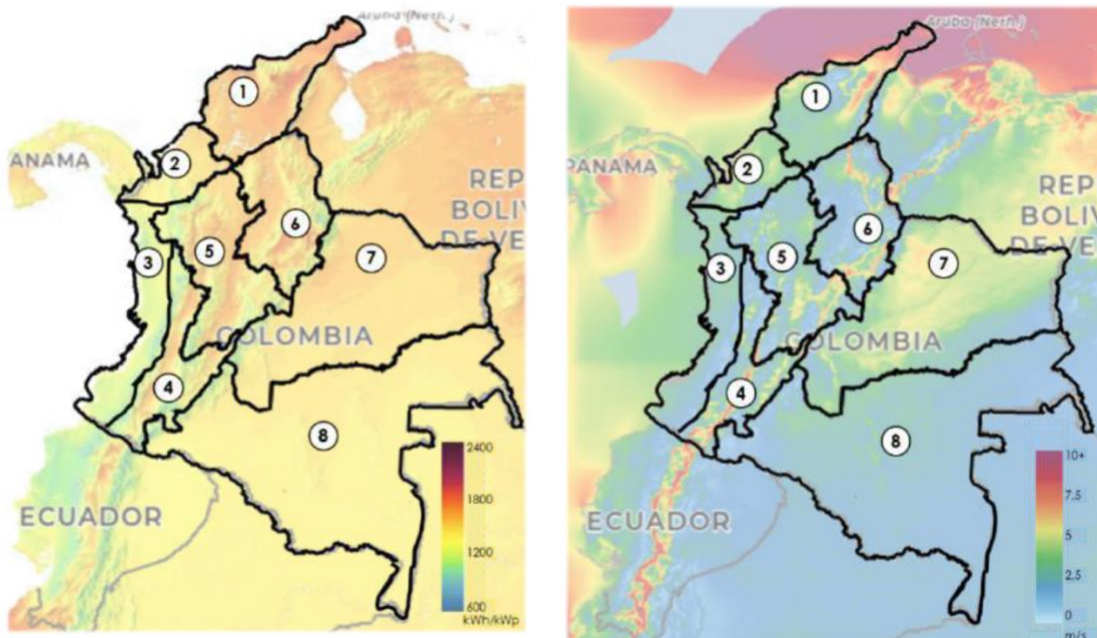 Aruba (Neth.)
1
2
ANAMA
REP
BOLIV
DE VE
3
5
6
7
COLOMBIA
4
8
ECUADOR
2400
1800
1200
600
kWh/kWp
Aruba (Neth.)
1
2
PANAMA
REP
BOLIV
DE VE
3
5
6
7
COLOMBIA
4
8
ECUADOR
10+
7,5
5
2,5
0
m/s